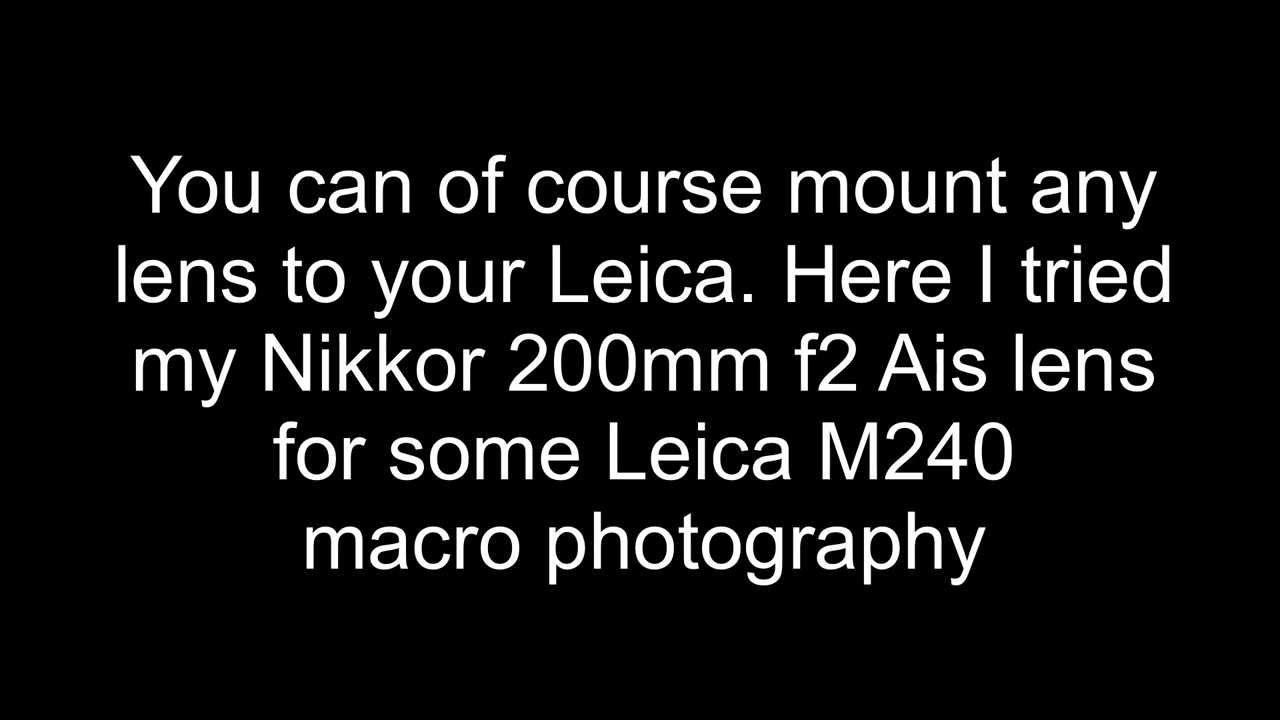 You can of course mount any
lens to your Leica. Here I tried
my Nikkor 200mm f2 Ais lens
for some Leica M240
macro photography